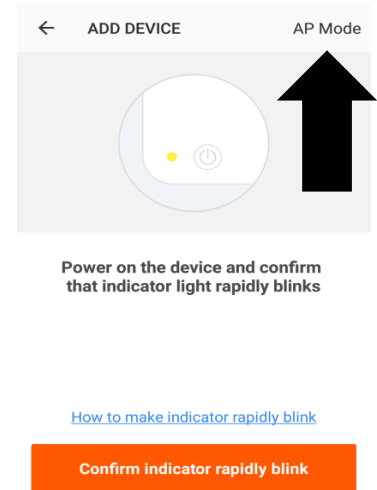 ADD DEVICE AP Mode
Power on the device and confirm
that indicator light rapidly blinks
How to make indicator rapidly blink
Confirm indicator rapidly blink